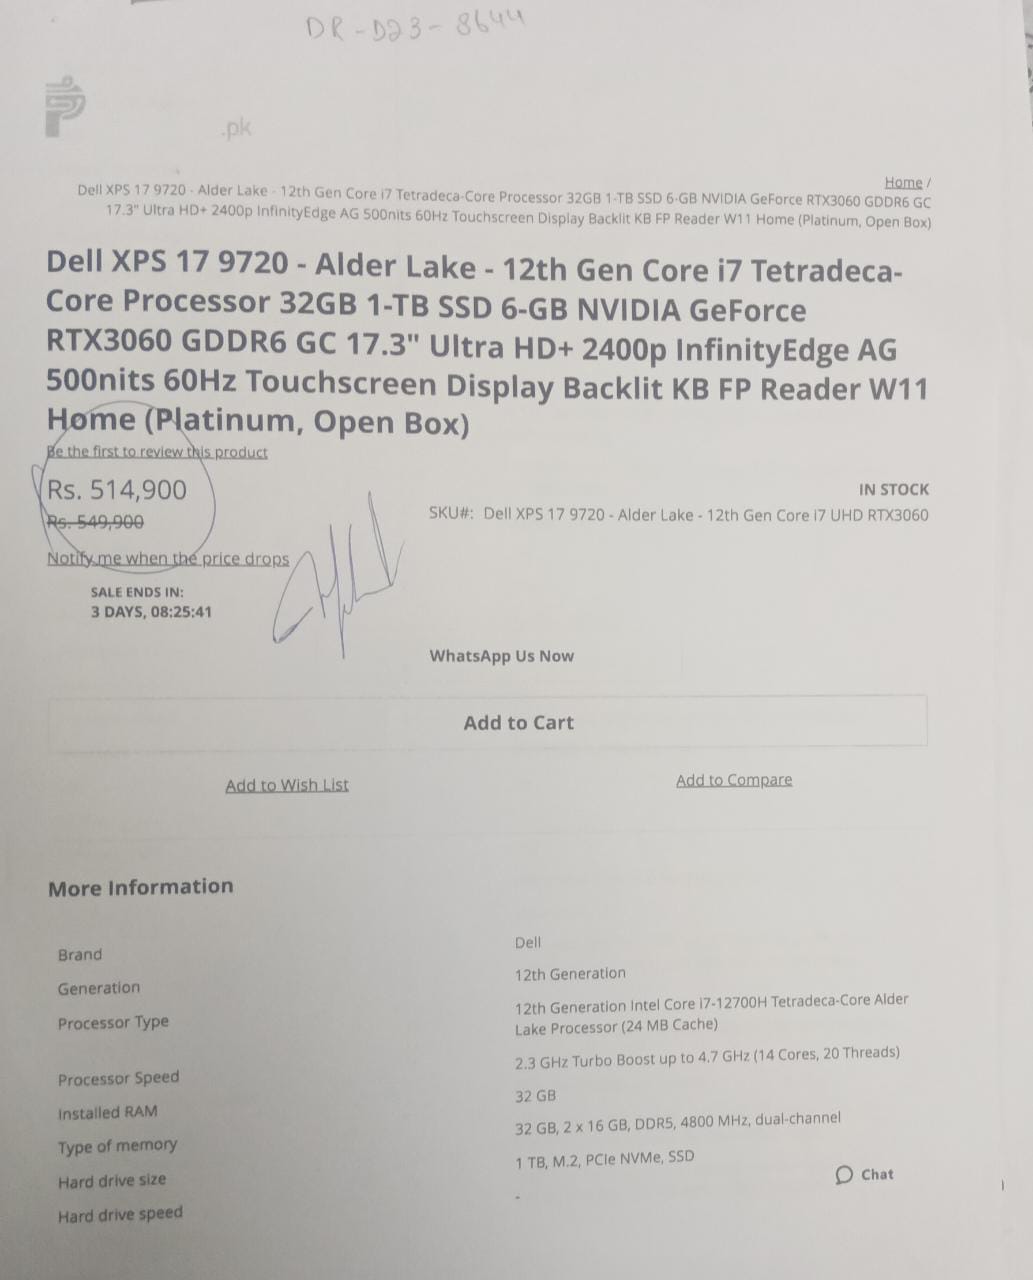 DR-D23-8644
.pk
Home /
Dell XPS 17 9720 - Alder Lake - 12th Gen Core i7 Tetradeca-Core Processor 32GB 1-TB SSD 6-GB NVIDIA GeForce RTX3060 GDDR6 GC
17.3" Ultra HD+ 2400p InfinityEdge AG 500nits 60Hz Touchscreen Display Backlit KB FP Reader W11 Home (Platinum, Open Box)
Dell XPS 17 9720 - Alder Lake - 12th Gen Core i7 Tetradeca-
Core Processor 32GB 1-TB SSD 6-GB NVIDIA GeForce
RTX3060 GDDR6 GC 17.3" Ultra HD+ 2400p InfinityEdge AG
500nits 60Hz Touchscreen Display Backlit KB FP Reader W11
Home (Platinum, Open Box)
Be the first to review this product
Rs. 514,900
Rs. 549,900
IN STOCK
SKU#: Dell XPS 17 9720 - Alder Lake - 12th Gen Core i7 UHD RTX3060
Notify me when the price drops
SALE ENDS IN:
3 DAYS, 08:25:41
WhatsApp Us Now
Add to Cart
Add to Wish List
Add to Compare
More Information
Brand
Dell
Generation
12th Generation
Processor Type
12th Generation Intel Core i7-12700H Tetradeca-Core Alder
Lake Processor (24 MB Cache)
Processor Speed
2.3 GHz Turbo Boost up to 4.7 GHz (14 Cores, 20 Threads)
Installed RAM
32 GB
Type of memory
32 GB, 2 x 16 GB, DDR5, 4800 MHz, dual-channel
Hard drive size
1 TB, M.2, PCIe NVMe, SSD
Hard drive speed
-
Chat